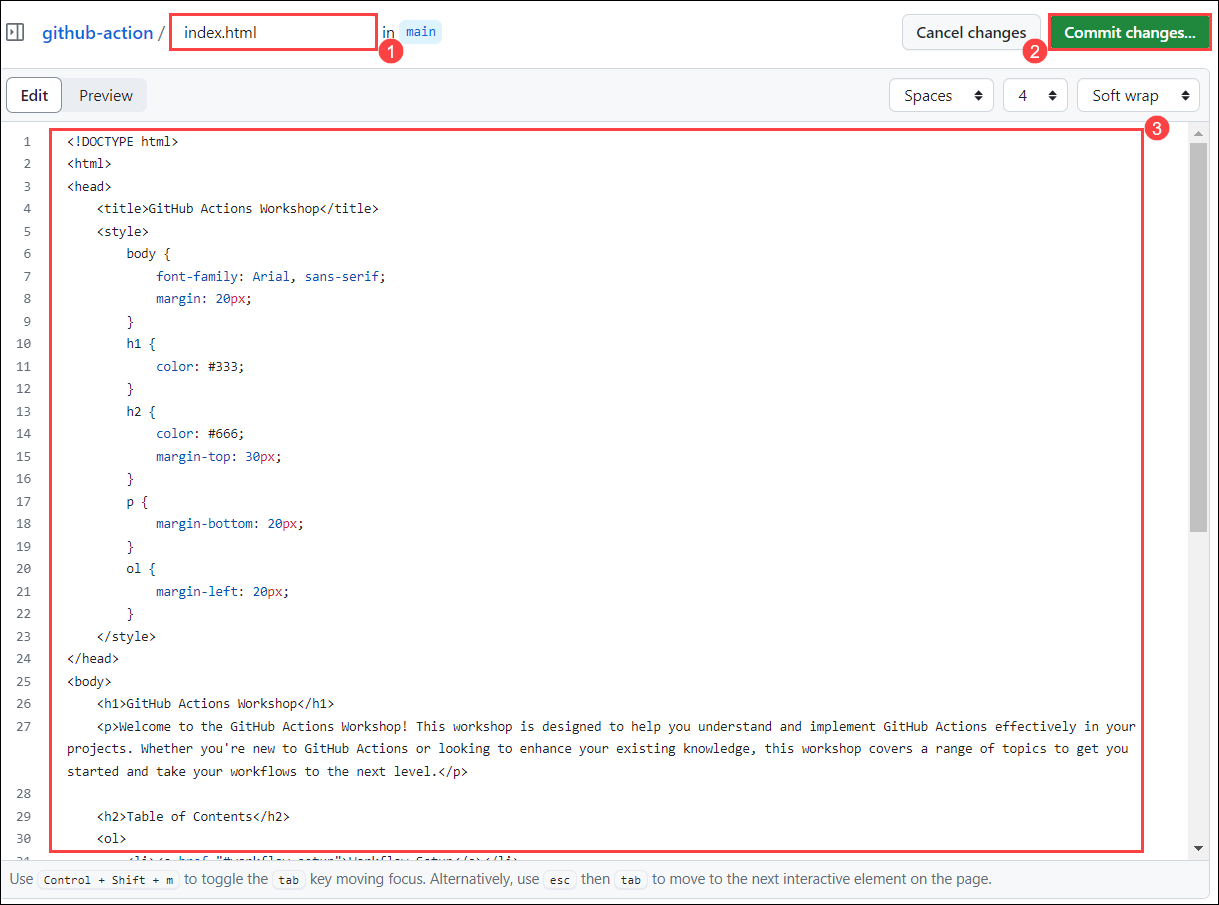 github-action / index.html in main Cancel changes Commit changes...
1 2
Edit Preview Spaces 4 Soft wrap
3
1 <!DOCTYPE html>
2 <html>
3 <head>
4     <title>GitHub Actions Workshop</title>
5     <style>
6         body {
7             font-family: Arial, sans-serif;
8             margin: 20px;
9         }
10         h1 {
11             color: #333;
12         }
13         h2 {
14             color: #666;
15             margin-top: 30px;
16         }
17         p {
18             margin-bottom: 20px;
19         }
20         ol {
21             margin-left: 20px;
22         }
23     </style>
24 </head>
25 <body>
26     <h1>GitHub Actions Workshop</h1>
27     <p>Welcome to the GitHub Actions Workshop! This workshop is designed to help you understand and implement GitHub Actions effectively in your
projects. Whether you're new to GitHub Actions or looking to enhance your existing knowledge, this workshop covers a range of topics to get you
started and take your workflows to the next level.</p>
28
29     <h2>Table of Contents</h2>
30     <ol>
31         <li><a href="#workflow-setup">Workflow Setup</a></li>
Use Control + Shift + m to toggle the tab key moving focus. Alternatively, use esc then tab to move to the next interactive element on the page.